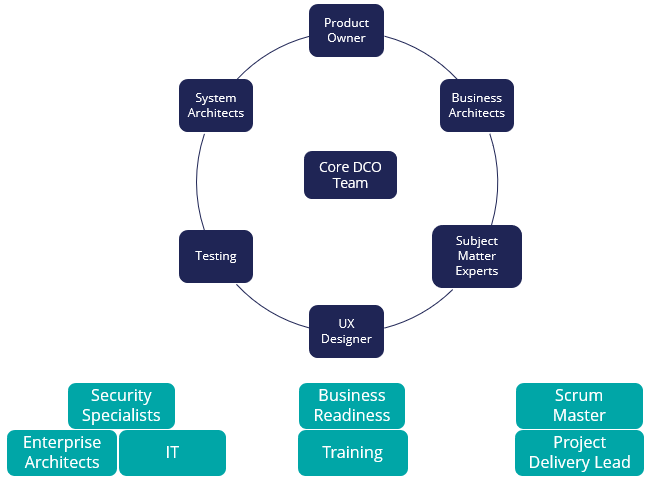 Product
Owner
System
Architects
Business
Architects
Core DCO
Team
Testing
Subject
Matter
Experts
UX
Designer
Security
Specialists
Business
Readiness
Scrum
Master
Enterprise
Architects
IT
Training
Project
Delivery Lead